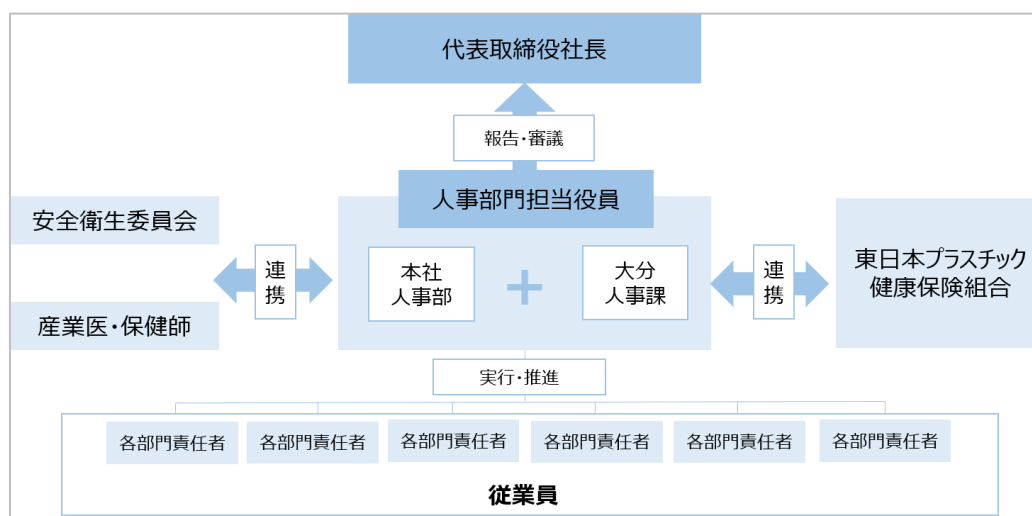 代表取締役社長
報告・審議
人事部門担当役員
安全衛生委員会
産業医・保健師
連
携
本社
人事部
+
大分
人事課
連
携
東日本プラスチック
健康保険組合
実行・推進
各部門責任者
各部門責任者
各部門責任者
各部門責任者
各部門責任者
各部門責任者
従業員